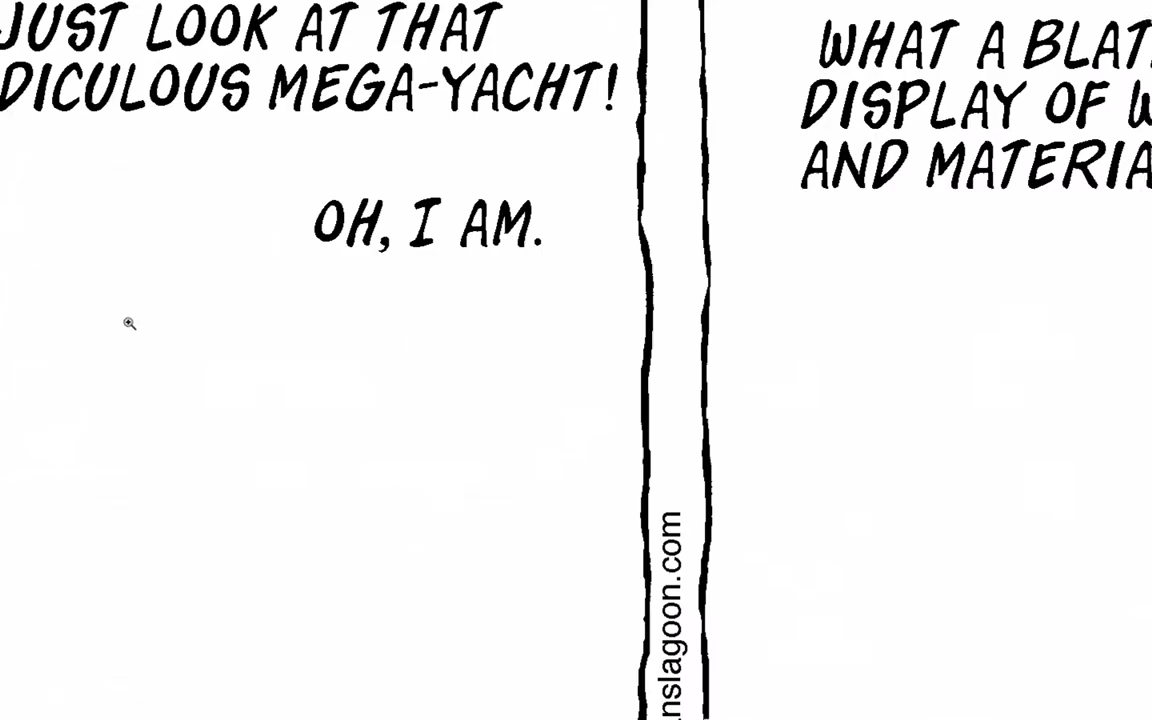 JUST LOOK AT THAT
DICULOUS MEGA-YACHT!
OH, I AM.
WHAT A BLAT
DISPLAY OF W
AND MATERIA
nslagoon.com